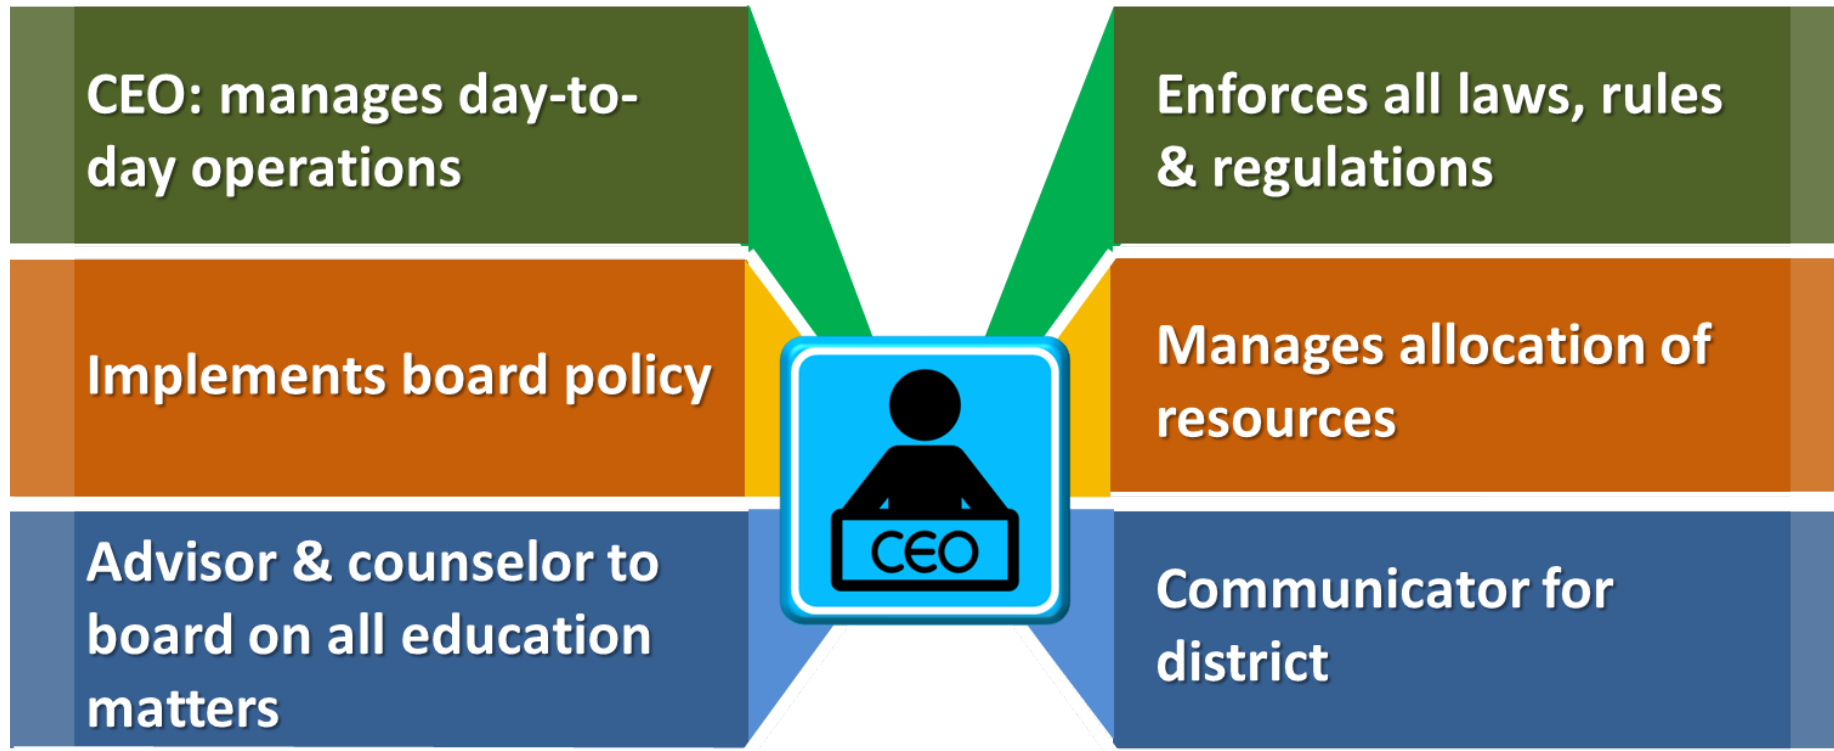 CEO: manages day-to-
day operations
Implements board policy
Advisor & counselor to
board on all education
matters
CEO
Enforces all laws, rules
& regulations
Manages allocation of
resources
Communicator for
district